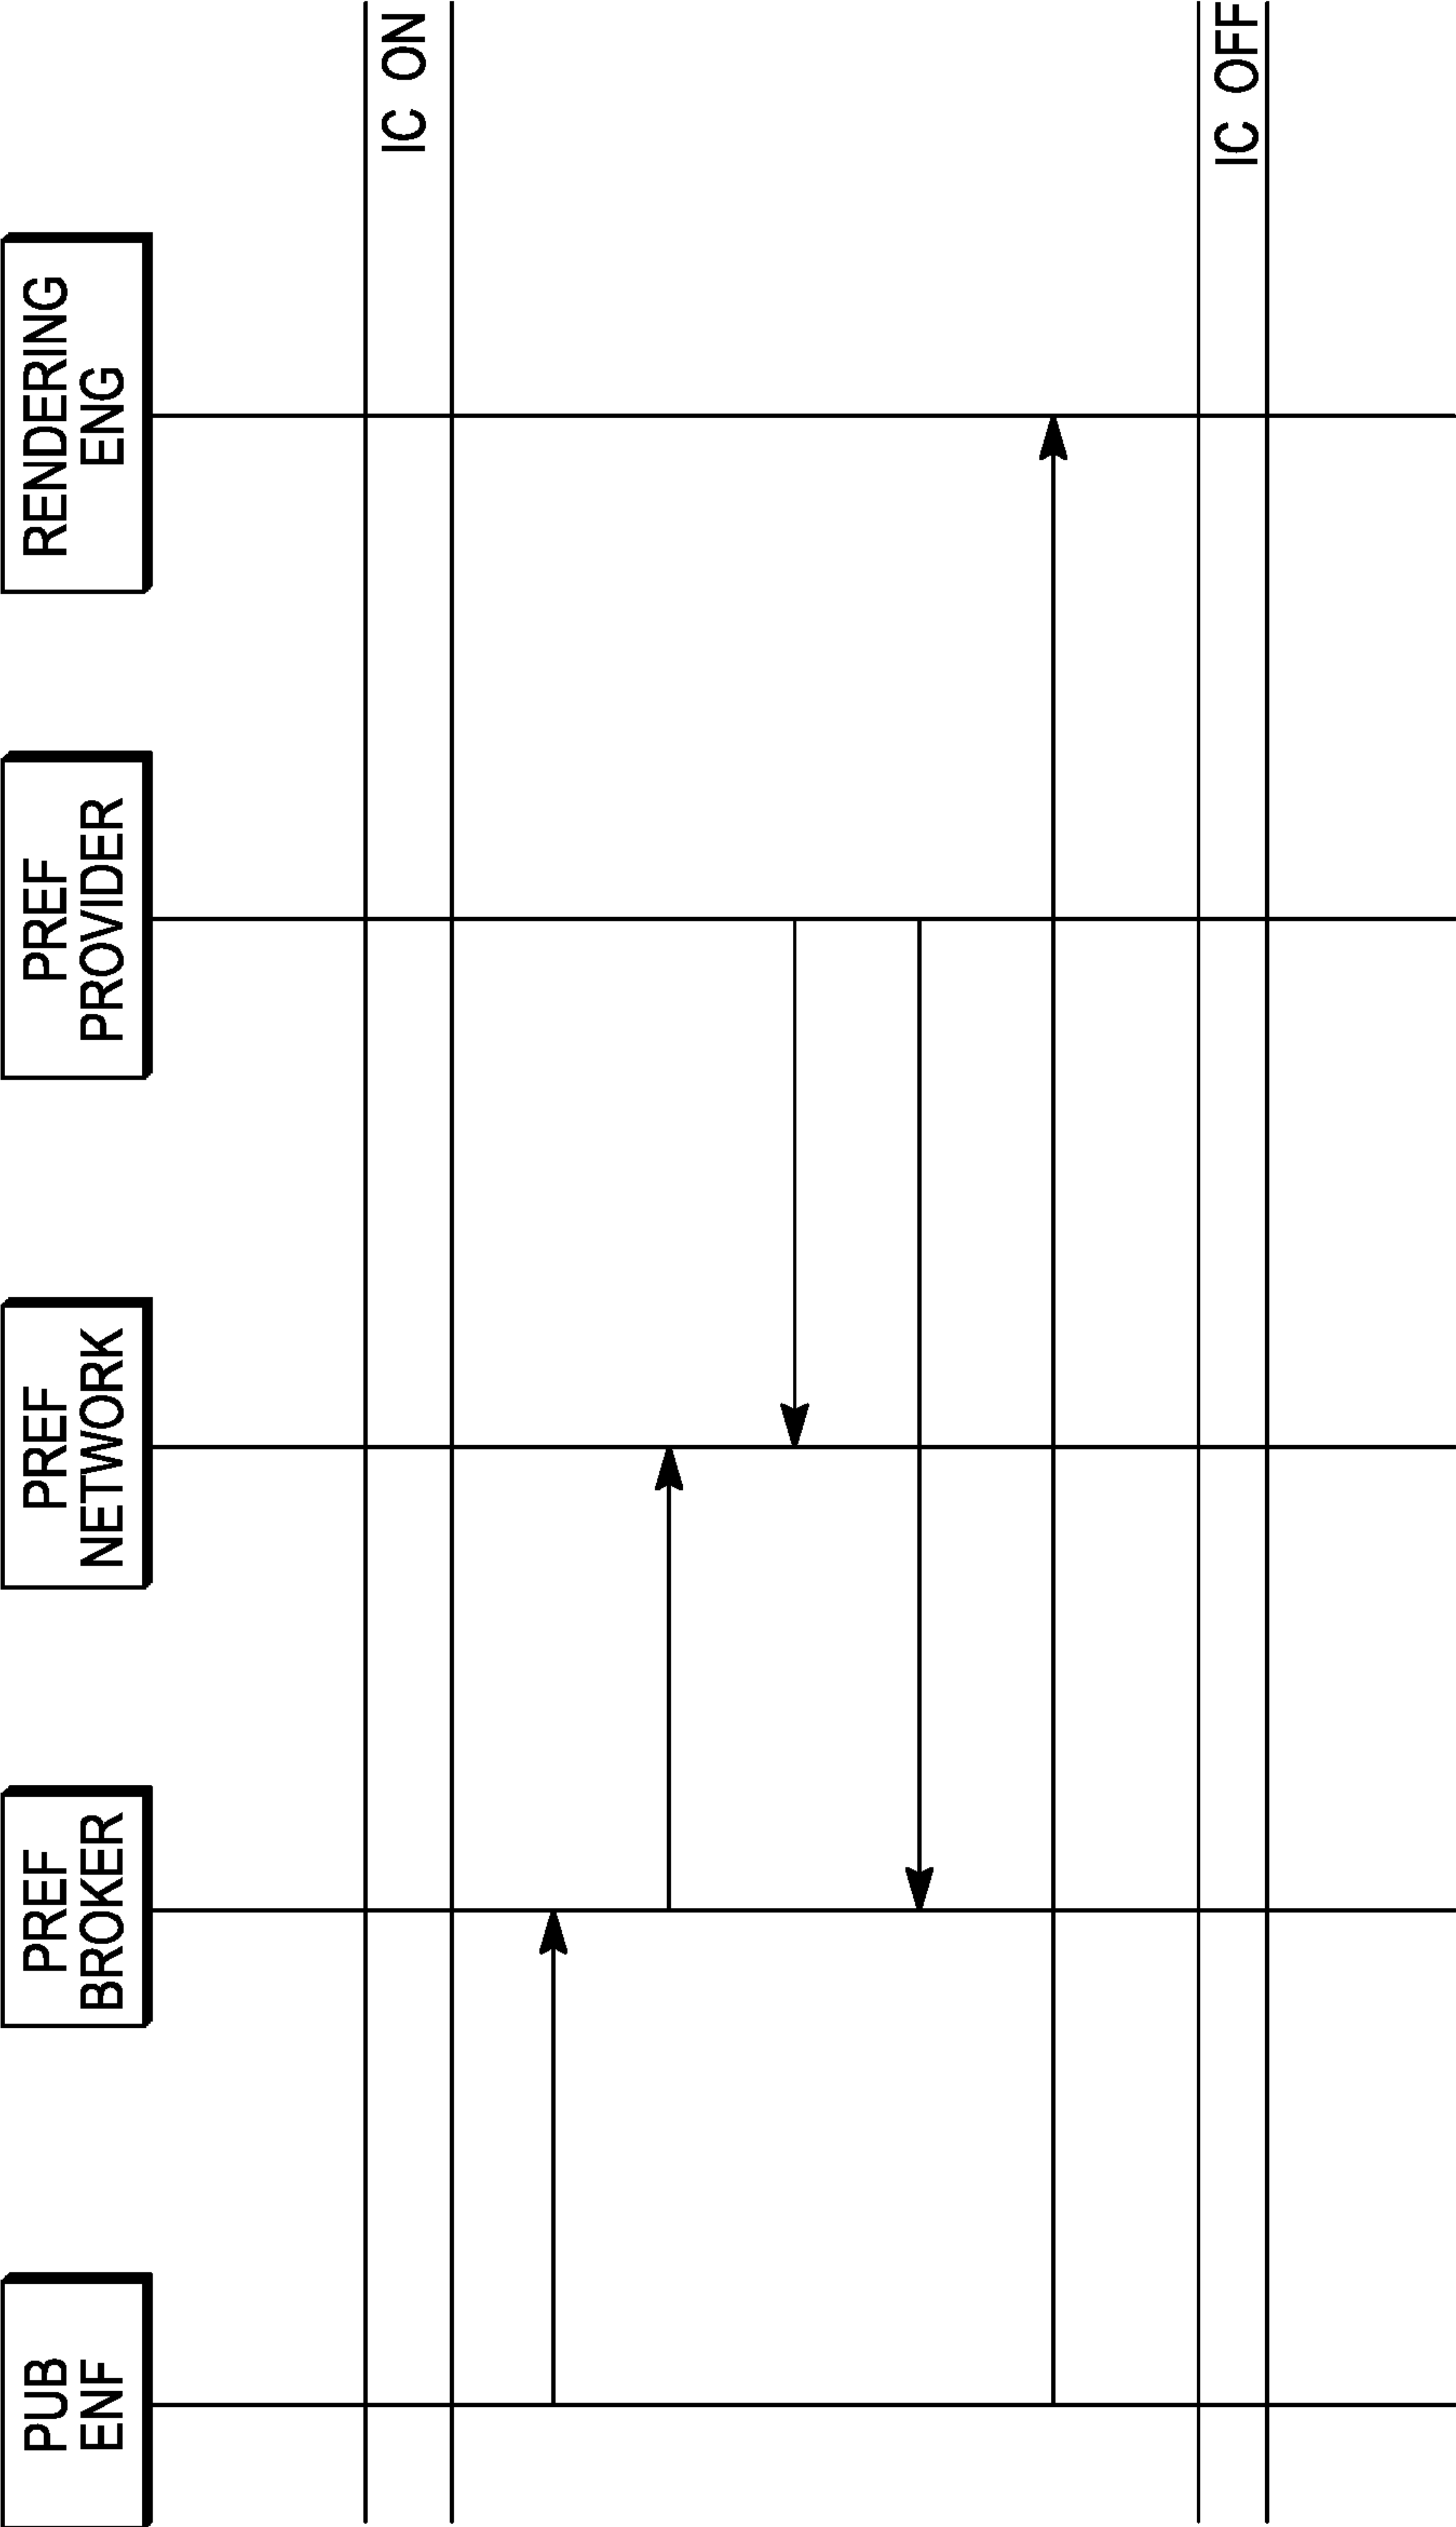 PUB
ENF
PREF
BROKER
PREF
NETWORK
PREF
PROVIDER
RENDERING
ENG
IC ON
IC OFF